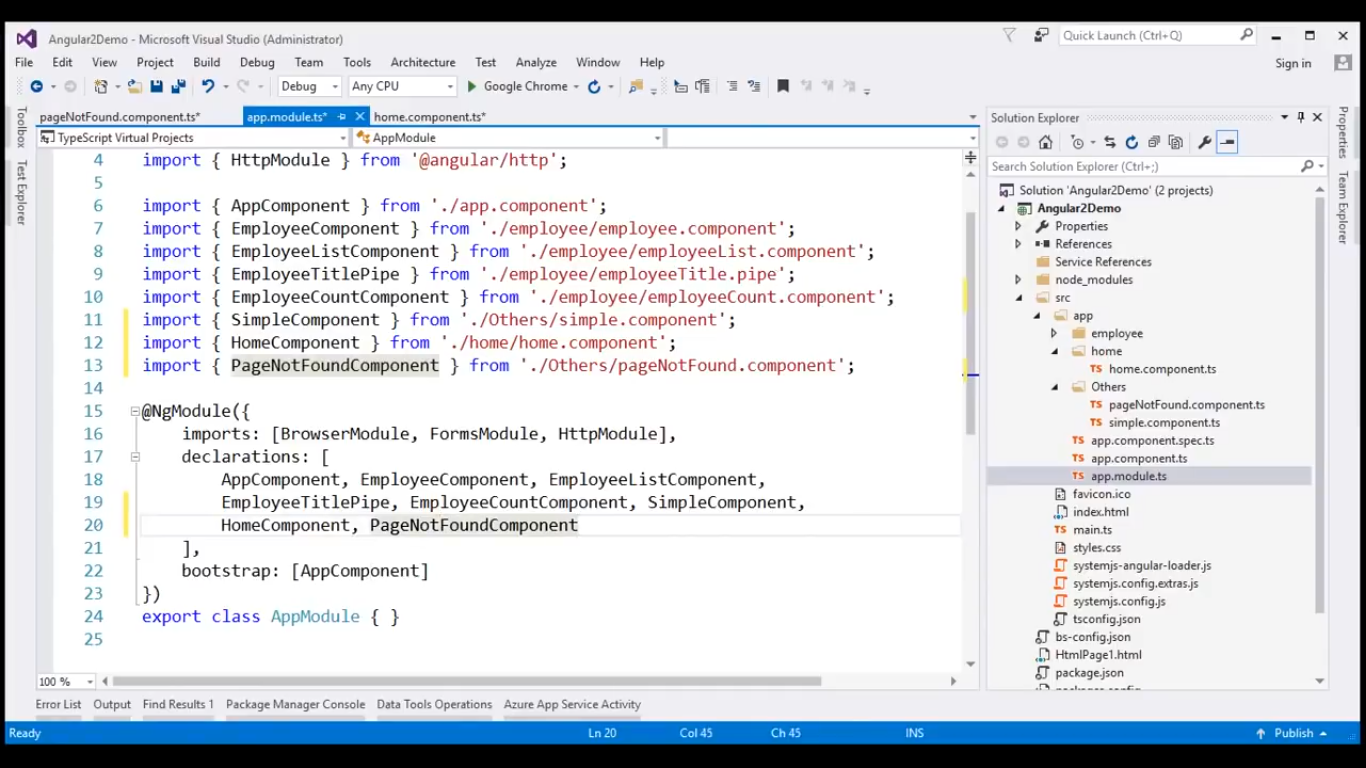 Angular2Demo - Microsoft Visual Studio (Administrator)
Quick Launch (Ctrl+Q)
File Edit View Project Build Debug Team Tools Architecture Test Analyze Window Help
Sign in
Debug Any CPU Google Chrome
Toolbox
Test Explorer
pageNotFound.component.ts* app.module.ts* home.component.ts*
TypeScript Virtual Projects AppModule
4 import { HttpModule } from '@angular/http';
5
6 import { AppComponent } from './app.component';
7 import { EmployeeComponent } from './employee/employee.component';
8 import { EmployeeListComponent } from './employee/employeeList.component';
9 import { EmployeeTitlePipe } from './employee/employeeTitle.pipe';
10 import { EmployeeCountComponent } from './employee/employeeCount.component';
11 import { SimpleComponent } from './Others/simple.component';
12 import { HomeComponent } from './home/home.component';
13 import { PageNotFoundComponent } from './Others/pageNotFound.component';
14
15 @NgModule({
16 imports: [BrowserModule, FormsModule, HttpModule],
17 declarations: [
18 AppComponent, EmployeeComponent, EmployeeListComponent,
19 EmployeeTitlePipe, EmployeeCountComponent, SimpleComponent,
20 HomeComponent, PageNotFoundComponent
21 ],
22 bootstrap: [AppComponent]
23 })
24 export class AppModule { }
25
100 %
Solution Explorer
Search Solution Explorer (Ctrl+;)
Solution 'Angular2Demo' (2 projects)
Angular2Demo
Properties
References
Service References
node_modules
src
app
employee
home
TS home.component.ts
Others
TS pageNotFound.component.ts
TS simple.component.ts
TS app.component.spec.ts
TS app.component.ts
TS app.module.ts
favicon.ico
index.html
TS main.ts
styles.css
systemjs-angular-loader.js
systemjs.config.extras.js
systemjs.config.js
tsconfig.json
bs-config.json
HtmlPage1.html
package.json
Properties
Team Explorer
Error List Output Find Results 1 Package Manager Console Data Tools Operations Azure App Service Activity
Ready Ln 20 Col 45 Ch 45 INS Publish